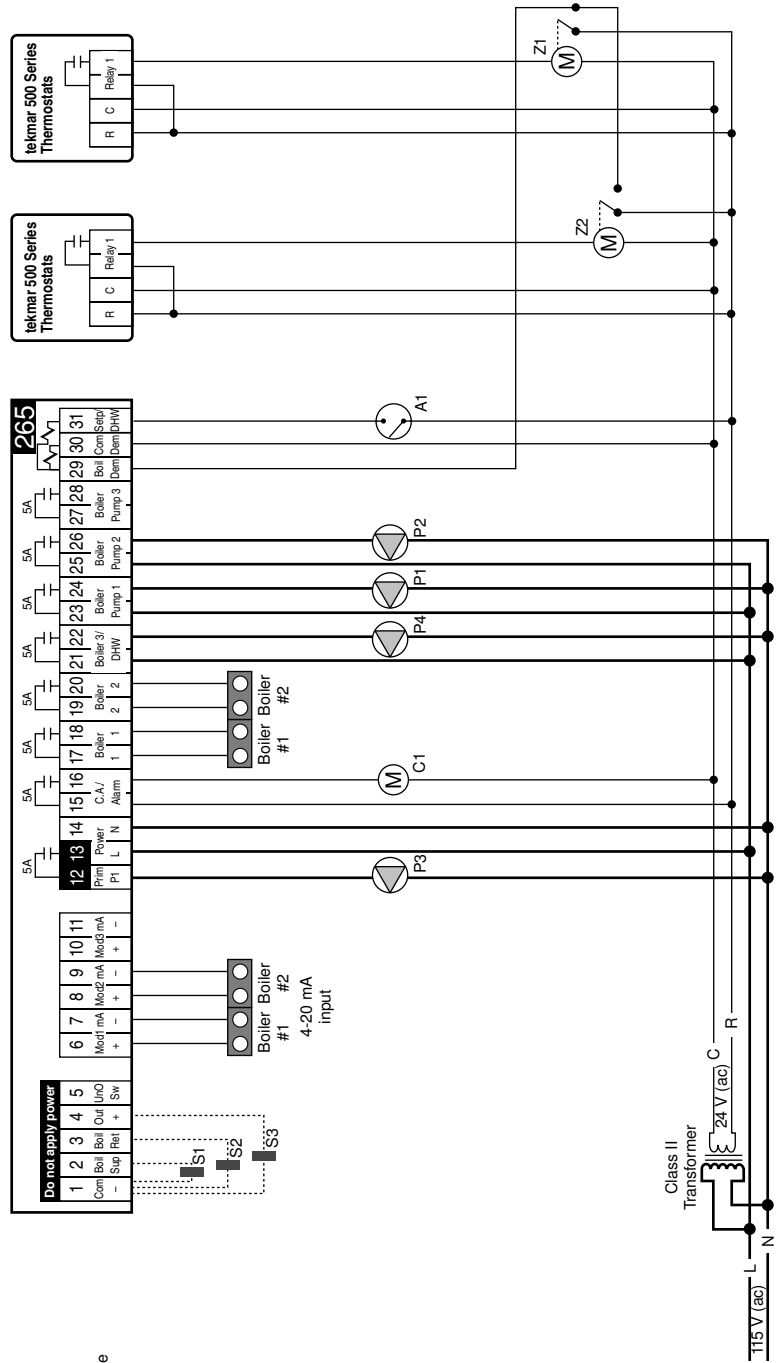 265
Do not apply power
1 2 3 4 5
Com Boil Boil Out UnO
– Sup Ret + Sw
6 7 8 9 10 11
Mod1 mA Mod2 mA Mod3 mA
+ – + – + –
5A 5A 5A 5A 5A 5A 5A 5A
12 13 14 15 16 17 18 19 20 21 22 23 24 25 26 27 28 29 30 31
Prim Power C.A./ Boiler Boiler Boiler 3/ Boiler Boiler Boiler Boil Com Setp/
P1 L N Alarm 1 1 2 2 DHW Pump 1 Pump 2 Pump 3 Dem Dem DHW
tekmar 500 Series
Thermostats
R C Relay 1
tekmar 500 Series
Thermostats
R C Relay 1
S1
S2
S3
Boiler Boiler
#1 #2
4-20 mA
input
Boiler Boiler
#1 #2
P3
C1
P4
P1
P2
A1
Z2
M
Z1
M
M
Class II
Transformer
24 V (ac)
C
R
L
115 V (ac)
N
e